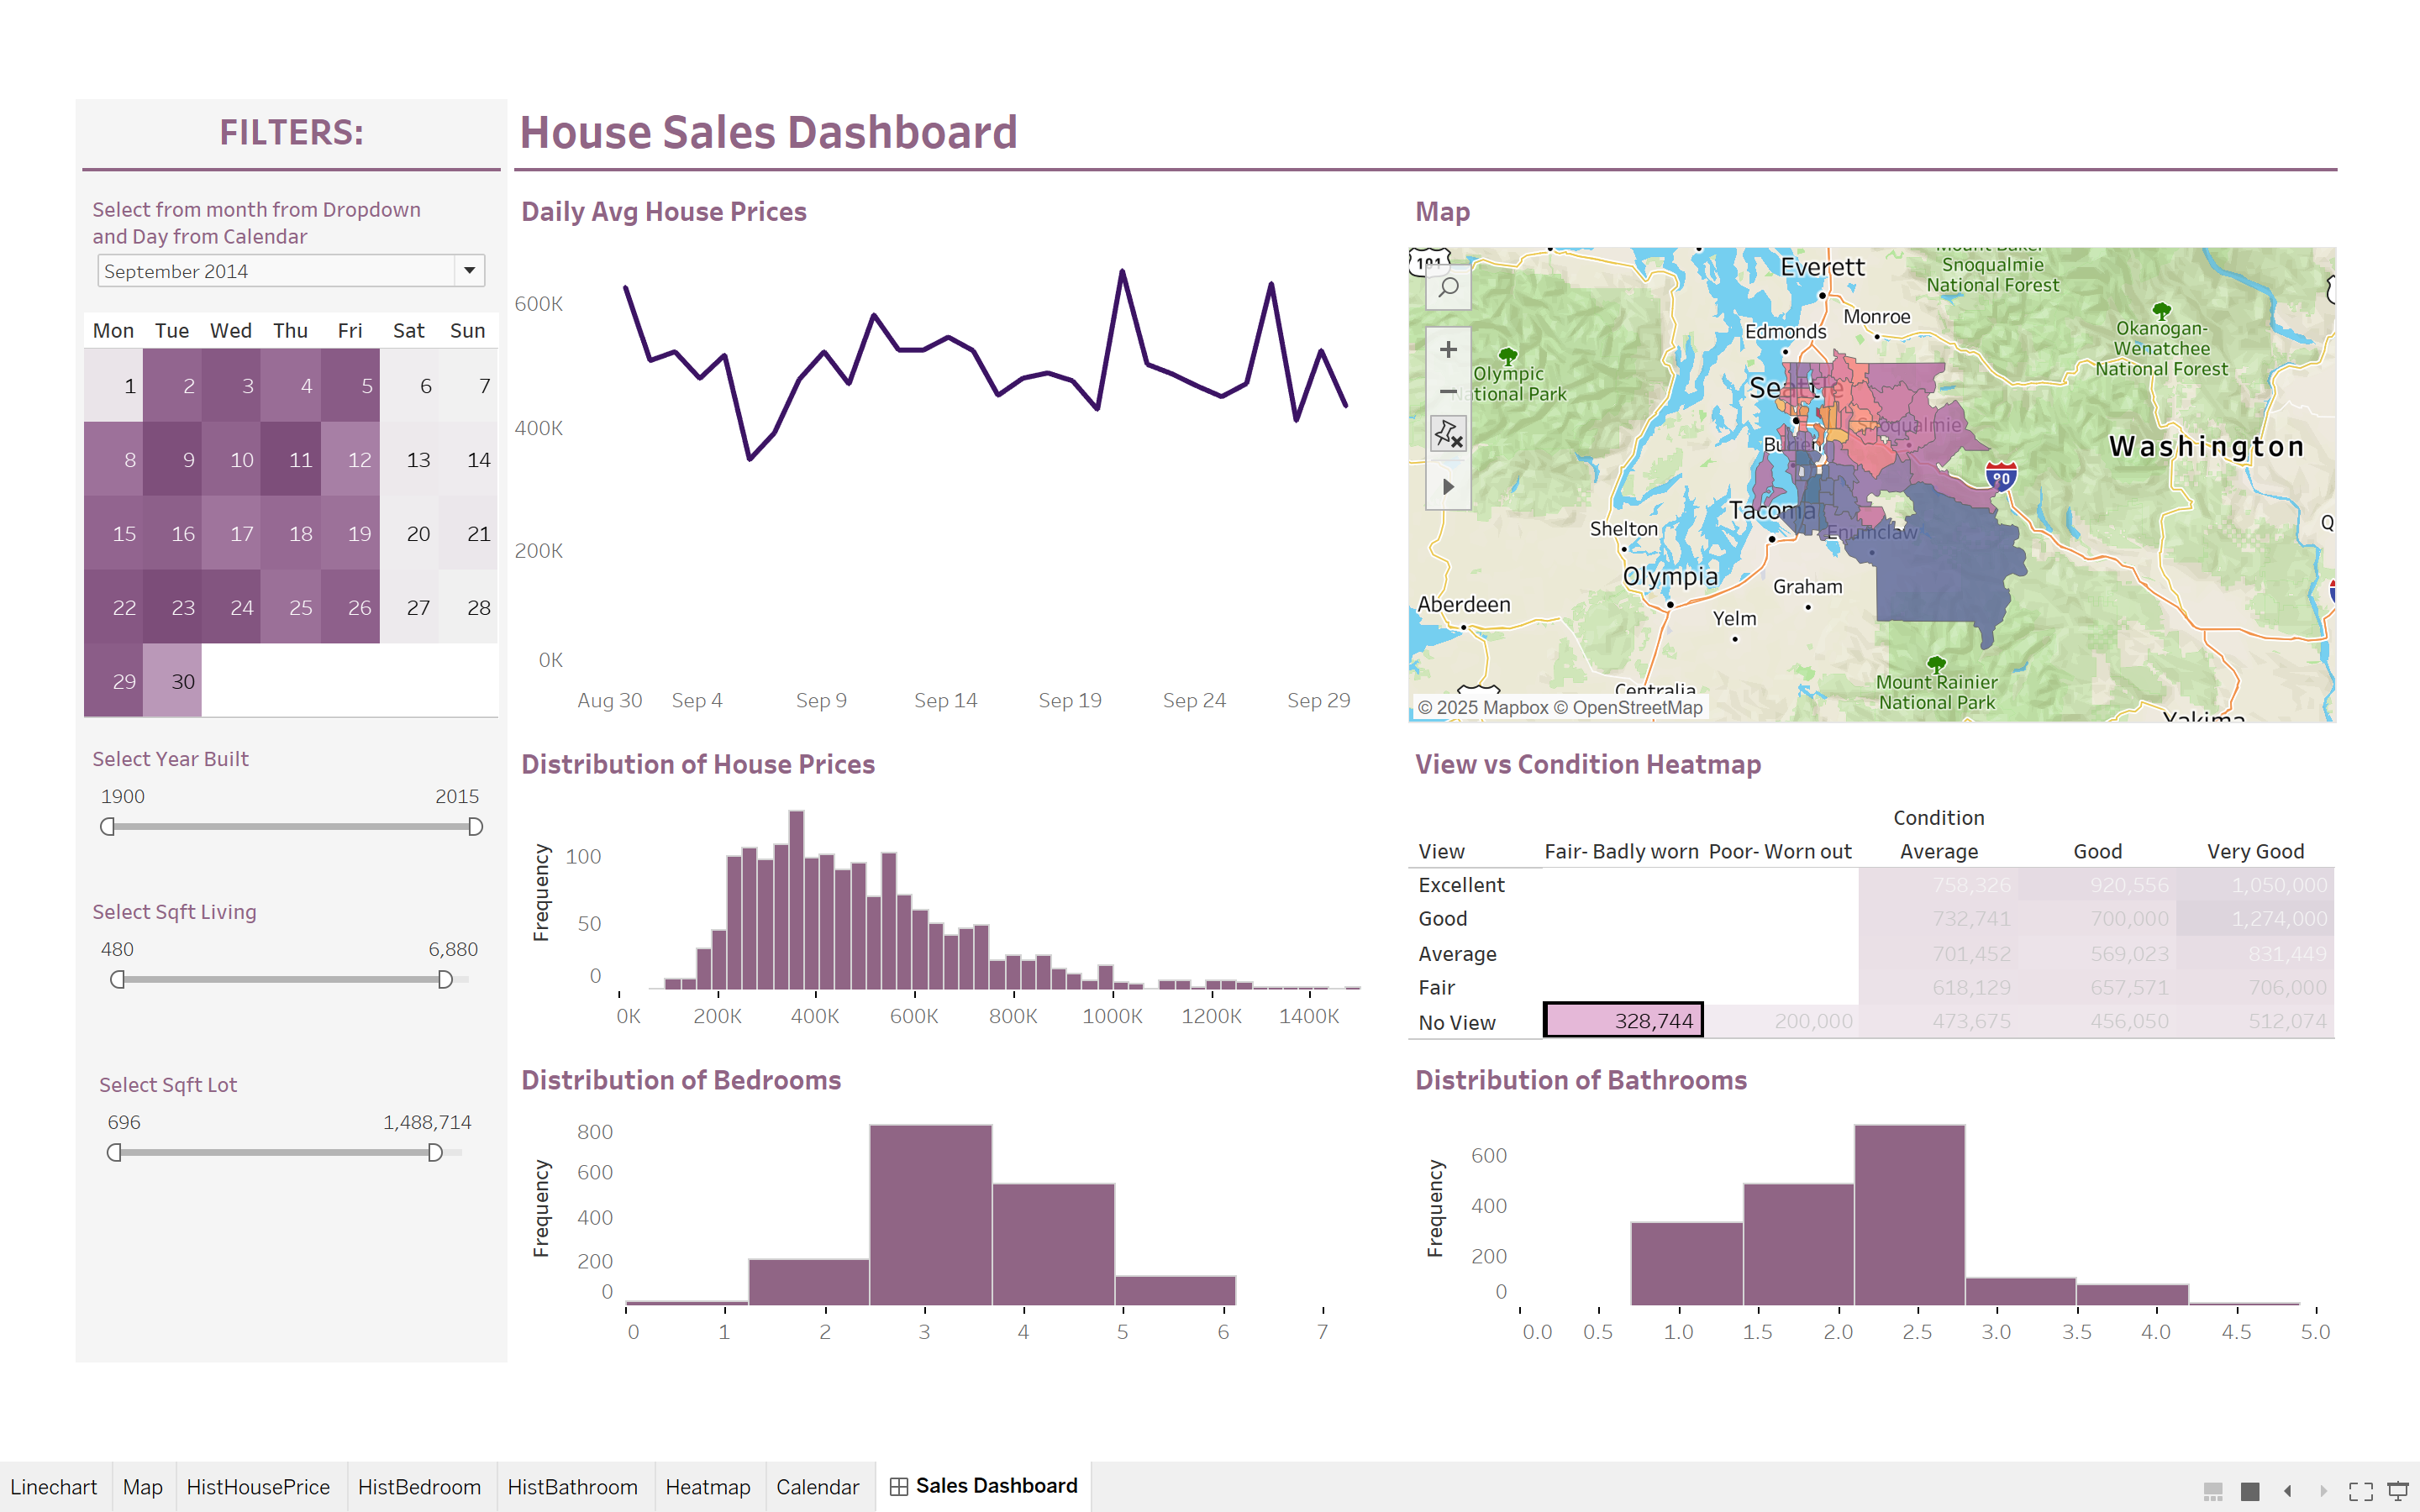 FILTERS:
House Sales Dashboard
Select from month from Dropdown
and Day from Calendar
September 2014
Mon Tue Wed Thu Fri Sat Sun
1 2 3 4 5 6 7
8 9 10 11 12 13 14
15 16 17 18 19 20 21
22 23 24 25 26 27 28
29 30
Select Year Built
1900 2015
Select Sqft Living
480 6,880
Select Sqft Lot
696 1,488,714
Daily Avg House Prices
600K
400K
200K
0K
Aug 30 Sep 4 Sep 9 Sep 14 Sep 19 Sep 24 Sep 29
Map
101
Everett
Mount Baker
Snoqualmie
National Forest
Monroe
Edmonds
Okanogan-
Wenatchee
National Forest
Olympic
National Park
Seattle
Snoqualmie
Burien
Washington
90
Tacoma
Shelton
Enumclaw
Q
Olympia
Graham
Aberdeen
Yelm
Mount Rainier
National Park
Centralia
Yakima
© 2025 Mapbox © OpenStreetMap
Distribution of House Prices
Frequency
100
50
0
0K 200K 400K 600K 800K 1000K 1200K 1400K
View vs Condition Heatmap
Condition
View Fair- Badly worn Poor- Worn out Average Good Very Good
Excellent 758,326 920,556 1,050,000
Good 732,741 700,000 1,274,000
Average 701,452 569,023 831,449
Fair 618,129 657,571 706,000
No View 328,744 200,000 473,675 456,050 512,074
Distribution of Bedrooms
Frequency
800
600
400
200
0
0 1 2 3 4 5 6 7
Distribution of Bathrooms
Frequency
600
400
200
0
0.0 0.5 1.0 1.5 2.0 2.5 3.0 3.5 4.0 4.5 5.0
Linechart Map HistHousePrice HistBedroom HistBathroom Heatmap Calendar Sales Dashboard